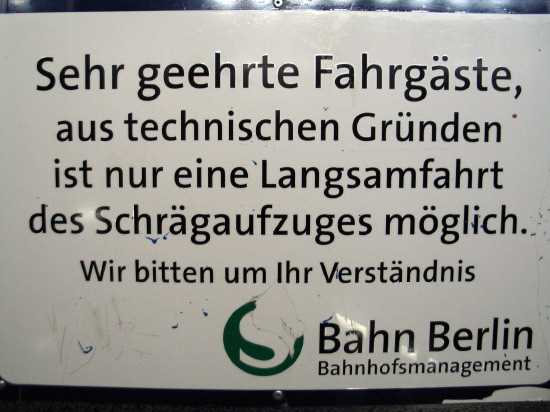 Sehr geehrte Fahrgäste,
aus technischen Gründen
ist nur eine Langsamfahrt
des Schrägaufzuges möglich.
Wir bitten um Ihr Verständnis
S Bahn Berlin
Bahnhofsmanagement